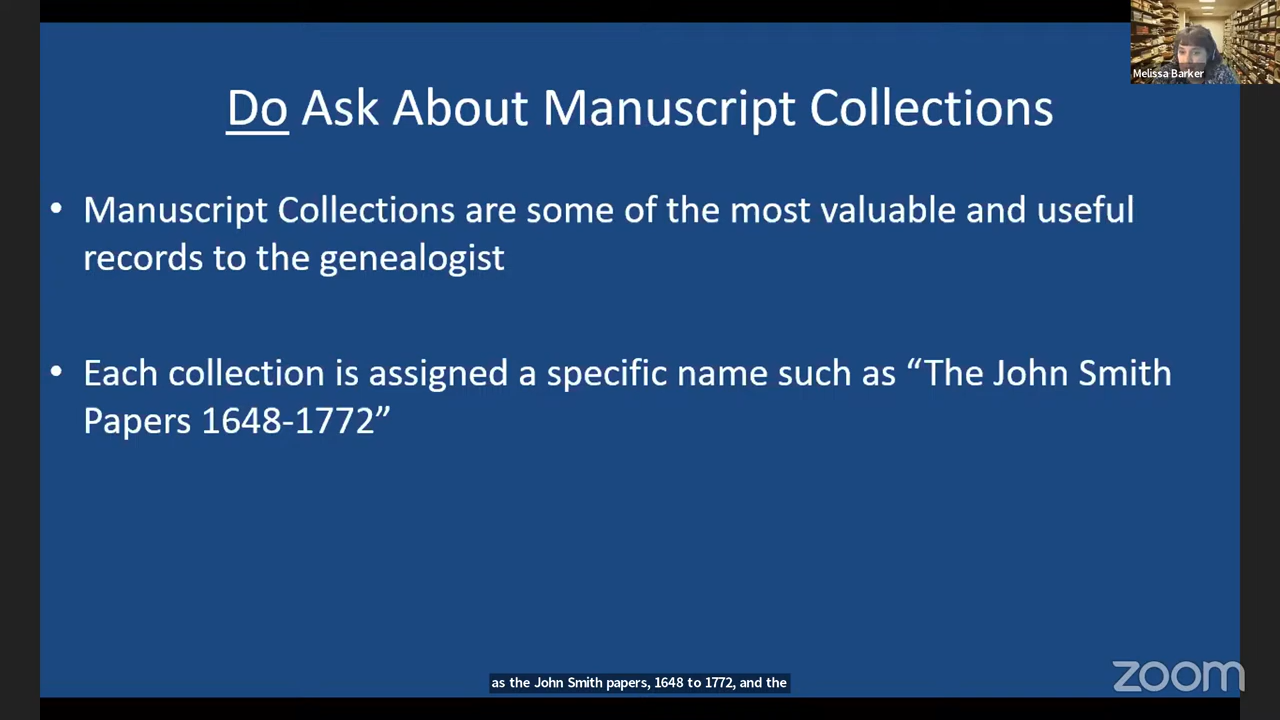 Melissa Barker
Do Ask About Manuscript Collections
• Manuscript Collections are some of the most valuable and useful
records to the genealogist
• Each collection is assigned a specific name such as “The John Smith
Papers 1648-1772”
as the John Smith papers, 1648 to 1772, and the
zoom